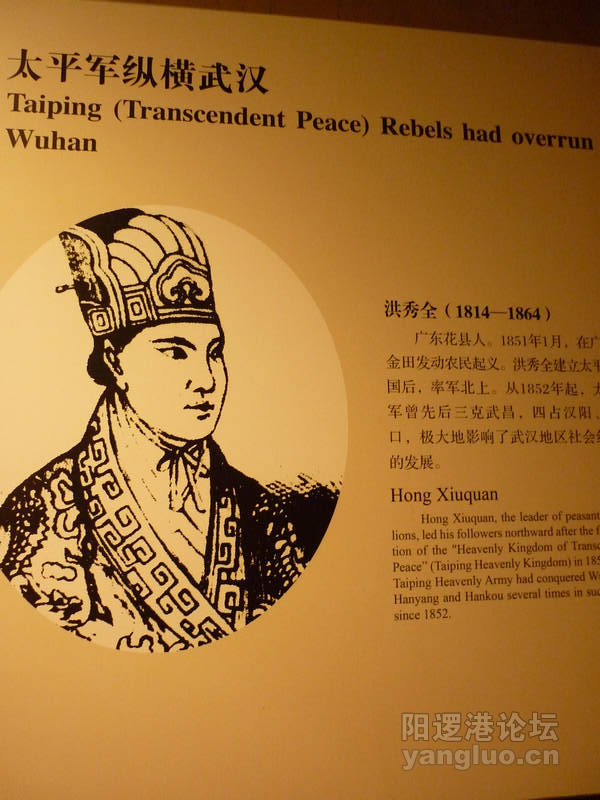 太平军纵横武汉
Taiping (Transcendent Peace) Rebels had overrun
Wuhan
洪秀全（1814—1864）
广东花县人。1851年1月，在广
金田发动农民起义。洪秀全建立太平
国后，率军北上。从1852年起，太
军曾先后三克武昌，四占汉阳、
口，极大地影响了武汉地区社会经
的发展。
Hong Xiuquan
Hong Xiuquan, the leader of peasant
lions, led his followers northward after the f
tion of the "Heavenly Kingdom of Transc
Peace" (Taiping Heavenly Kingdom) in 185
Taiping Heavenly Army had conquered W
Hanyang and Hankou several times in suc
since 1852.
阳逻港论坛
yangluo.cn